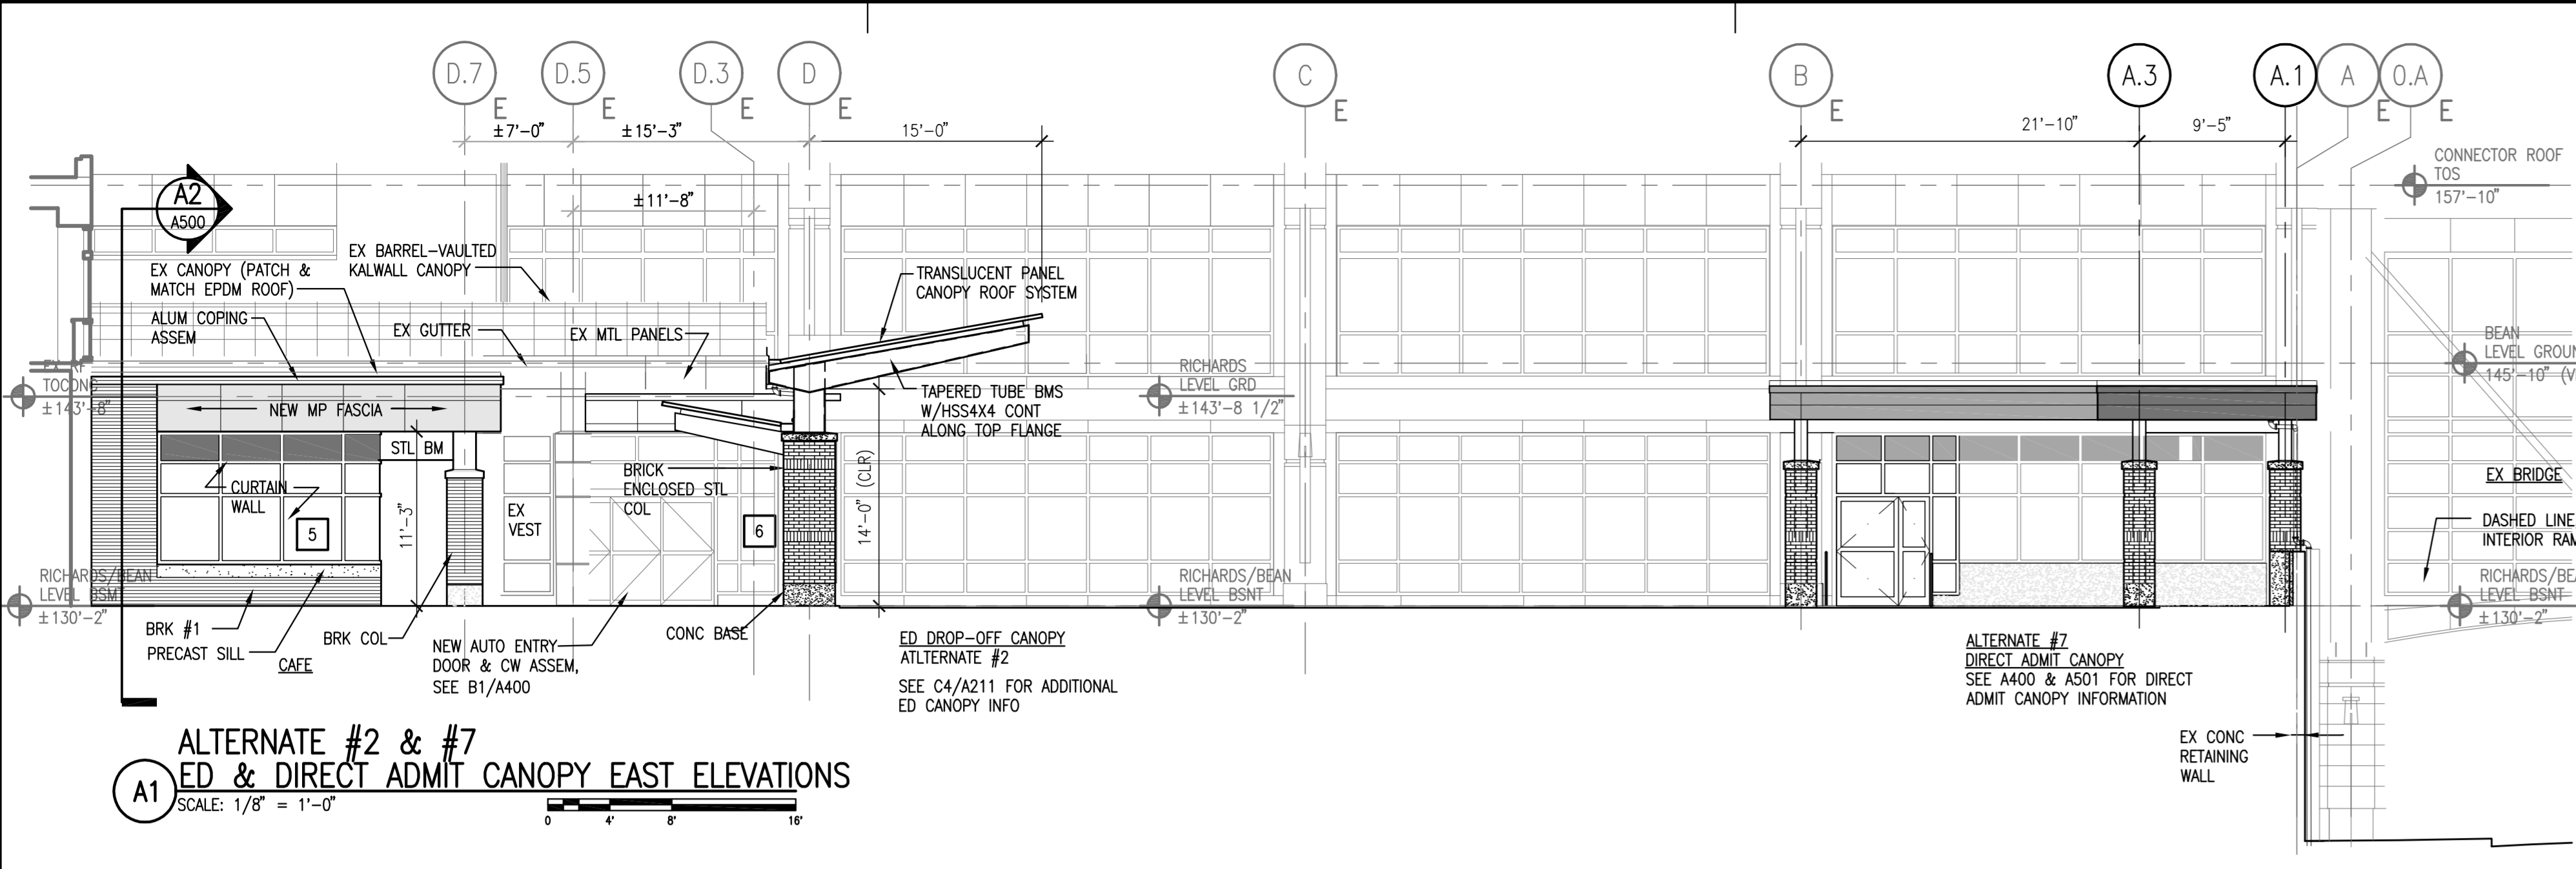 D.7
E
D.5
E
D.3
E
D
E
C
E
B
E
A.3
A.1
A
E
0.A
E
±7'-0"
±15'-3"
15'-0"
21'-10"
9'-5"
±11'-8"
CONNECTOR ROOF
TOS
157'-10"
A2
A500
EX CANOPY (PATCH &
MATCH EPDM ROOF)
EX BARREL-VAULTED
KALWALL CANOPY
ALUM COPING
ASSEM
EX GUTTER
EX MTL PANELS
TRANSLUCENT PANEL
CANOPY ROOF SYSTEM
TOCONC
±143'-8"
NEW MP FASCIA
STL BM
TAPERED TUBE BMS
W/HSS4X4 CONT
ALONG TOP FLANGE
RICHARDS
LEVEL GRD
±143'-8 1/2"
BEAN
LEVEL GROUN
145'-10" (V
CURTAIN
WALL
5
11'-3"
EX
VEST
BRICK
ENCLOSED STL
COL
6
14'-0" (CLR)
EX BRIDGE
DASHED LINE
INTERIOR RAM
RICHARDS/BEAN
LEVEL BSMT
±130'-2"
RICHARDS/BEAN
LEVEL BSNT
±130'-2"
RICHARDS/BEA
LEVEL BSNT
±130'-2"
BRK #1
PRECAST SILL
CAFE
BRK COL
NEW AUTO ENTRY
DOOR & CW ASSEM,
SEE B1/A400
CONC BASE
ED DROP-OFF CANOPY
ATLTERNATE #2
SEE C4/A211 FOR ADDITIONAL
ED CANOPY INFO
ALTERNATE #7
DIRECT ADMIT CANOPY
SEE A400 & A501 FOR DIRECT
ADMIT CANOPY INFORMATION
EX CONC
RETAINING
WALL
A1
ALTERNATE #2 & #7
ED & DIRECT ADMIT CANOPY EAST ELEVATIONS
SCALE: 1/8" = 1'-0"
0 4' 8' 16'